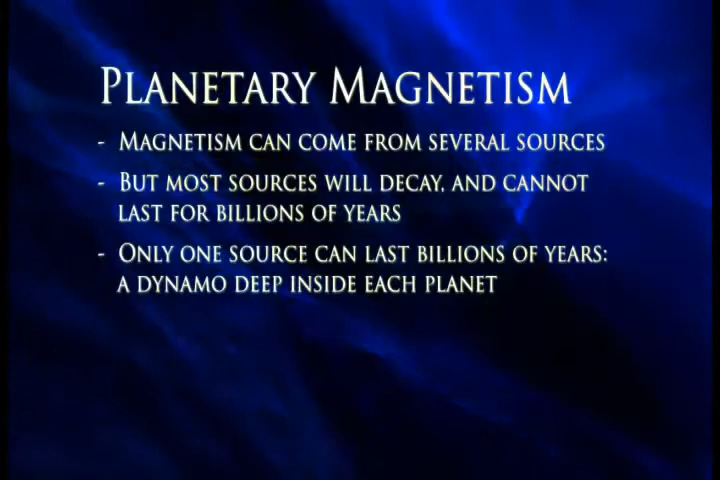 Planetary Magnetism
- Magnetism can come from several sources
- But most sources will decay, and cannot
last for billions of years
- Only one source can last billions of years:
a dynamo deep inside each planet